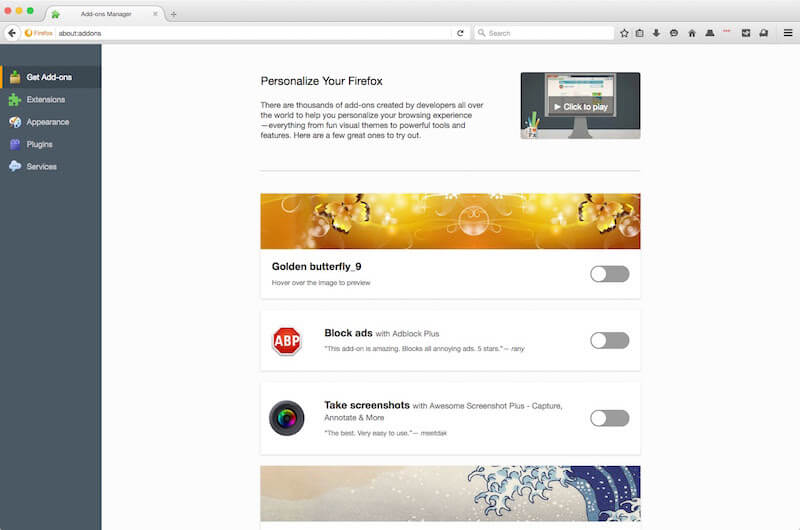 Add-ons Manager
Firefox
about:addons
Search
Get Add-ons
Extensions
Appearance
Plugins
Services
Personalize Your Firefox
There are thousands of add-ons created by developers all over
the world to help you personalize your browsing experience
—everything from fun visual themes to powerful tools and
features. Here are a few great ones to try out.
Click to play
Fx
Golden butterfly_9
Hover over the image to preview
ABP
Block ads with Adblock Plus
"This add-on is amazing. Blocks all annoying ads. 5 stars." — rany
Take screenshots with Awesome Screenshot Plus - Capture,
Annotate & More
"The best. Very easy to use." — meetdak